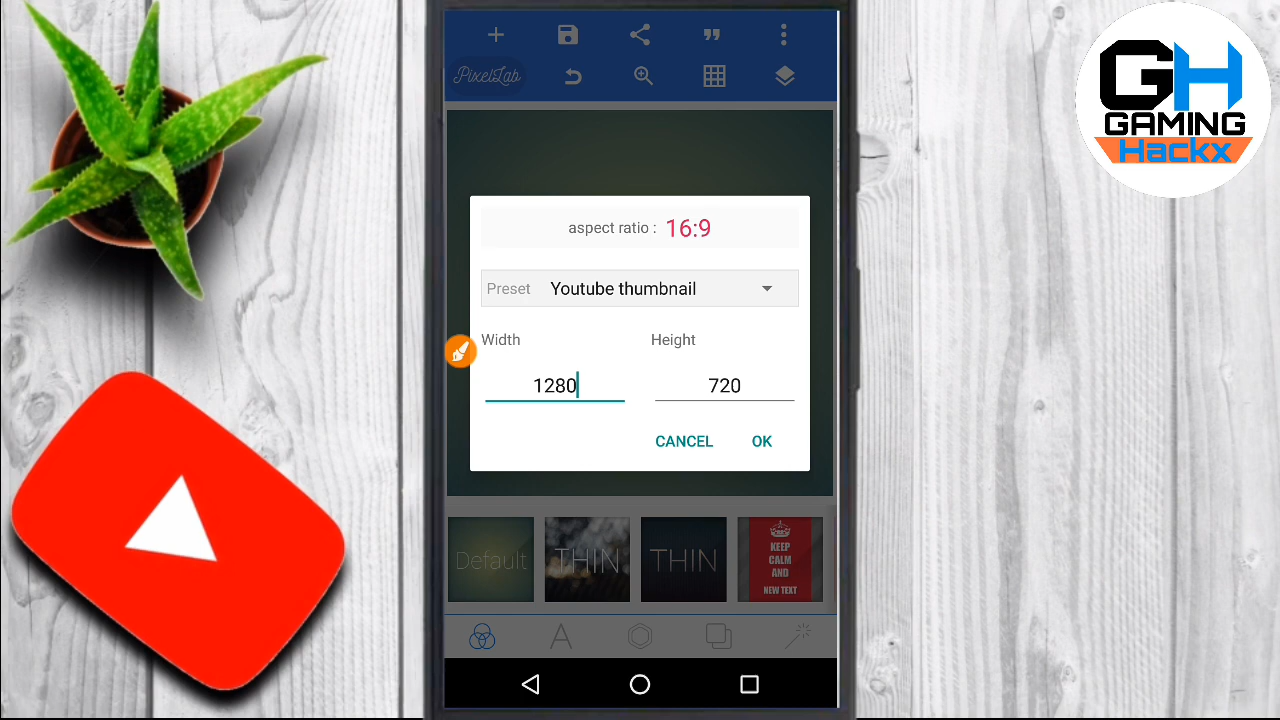 PixelLab
GH
GAMING
Hackx
aspect ratio : 16:9
Preset Youtube thumbnail
Width Height
1280 720
CANCEL OK
Default
THIN
THIN
KEEP
CALM
AND
NEW TEXT